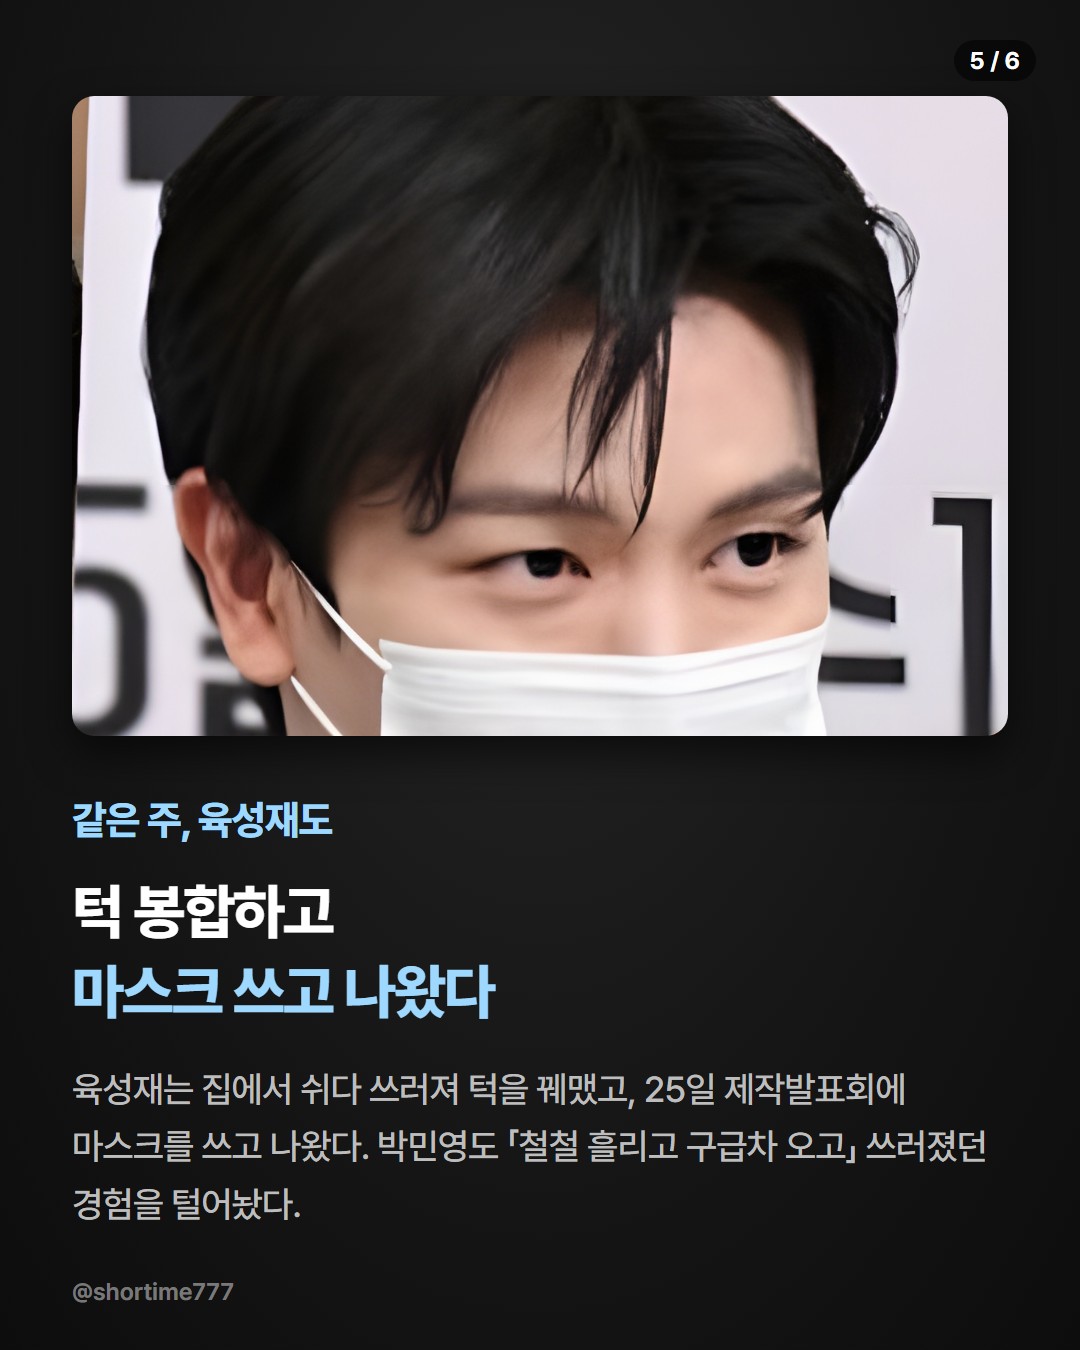 5 / 6
같은 주, 육성재도
턱 봉합하고
마스크 쓰고 나왔다
육성재는 집에서 쉬다 쓰러져 턱을 꿰맸고, 25일 제작발표회에
마스크를 쓰고 나왔다. 박민영도 「철철 흘리고 구급차 오고」 쓰러졌던
경험을 털어놨다.
@shortime777